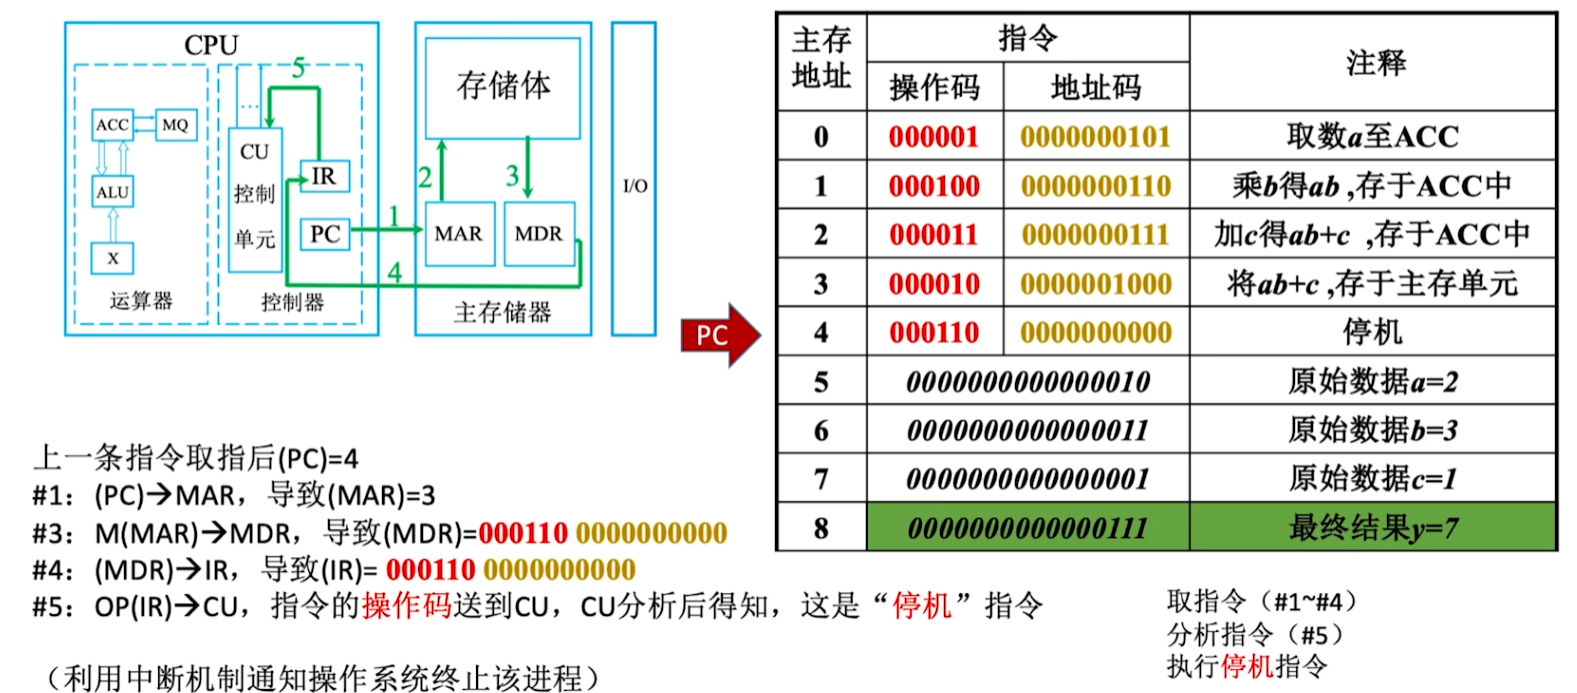 CPU
5
...
ACC
MQ
ALU
X
运算器
CU
控制
单元
IR
PC
控制器
1
4
存储体
2
3
MAR
MDR
主存储器
I/O
PC
主存地址 指令 注释
操作码 地址码
0 000001 0000000101 取数a至ACC
1 000100 0000000110 乘b得ab ,存于ACC中
2 000011 0000000111 加c得ab+c ,存于ACC中
3 000010 0000001000 将ab+c ,存于主存单元
4 000110 0000000000 停机
5 0000000000000010 原始数据a=2
6 0000000000000011 原始数据b=3
7 0000000000000001 原始数据c=1
8 0000000000000111 最终结果y=7
上一条指令取指后(PC)=4
#1：(PC)→MAR，导致(MAR)=3
#3：M(MAR)→MDR，导致(MDR)=000110 0000000000
#4：(MDR)→IR，导致(IR)= 000110 0000000000
#5：OP(IR)→CU，指令的操作码送到CU，CU分析后得知，这是“停机”指令
（利用中断机制通知操作系统终止该进程）
取指令（#1~#4）
分析指令（#5）
执行停机指令